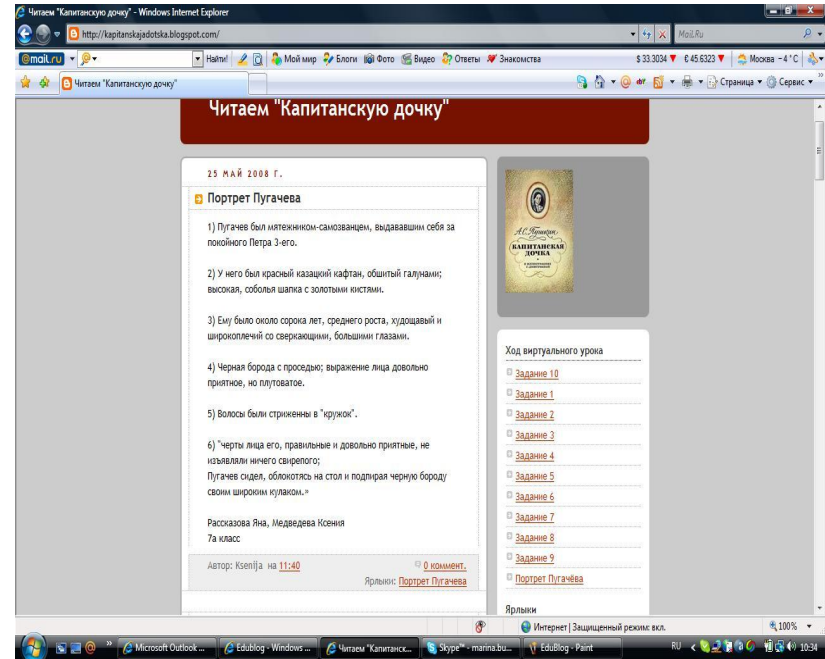 Читаем "Капитанскую дочку" - Windows Internet Explorer
http://kapitanskajadotska.blogspot.com/
Mail.Ru
@mail.ru
Найти!
Мой мир
Блоги
Фото
Видео
Ответы
Знакомства
$ 33.3034
€ 45.6323
Москва -4°C
Читаем "Капитанскую дочку"
Страница
Сервис
Читаем "Капитанскую дочку"
25 МАЙ 2008 Г.
Портрет Пугачева
1) Пугачев был мятежником-самозванцем, выдававшим себя за
покойного Петра 3-его.
2) У него был красный казацкий кафтан, обшитый галунами;
высокая, соболья шапка с золотыми кистями.
3) Ему было около сорока лет, среднего роста, худощавый и
широкоплечий со сверкающими, большими глазами.
4) Черная борода с проседью; выражение лица довольно
приятное, но плутоватое.
5) Волосы были стриженны в "кружок".
6) "черты лица его, правильные и довольно приятные, не
изъявляли ничего свирепого;
Пугачев сидел, облокотясь на стол и подпирая черную бороду
своим широким кулаком.»
Рассказова Яна, Медведева Ксения
7а класс
Автор: Ksenija на 11:40
0 коммент.
Ярлыки: Портрет Пугачева
А.С. Пушкин
КАПИТАНСКАЯ
ДОЧКА
Ход виртуального урока
Задание 10
Задание 1
Задание 2
Задание 3
Задание 4
Задание 5
Задание 6
Задание 7
Задание 8
Задание 9
Портрет Пугачёва
Ярлыки
Интернет | Защищенный режим: вкл.
100%
Microsoft Outlook ...
Edublog - Windows ...
Читаем "Капитанск...
Skype™ - marina.bu...
EduBlog - Paint
RU
10:34